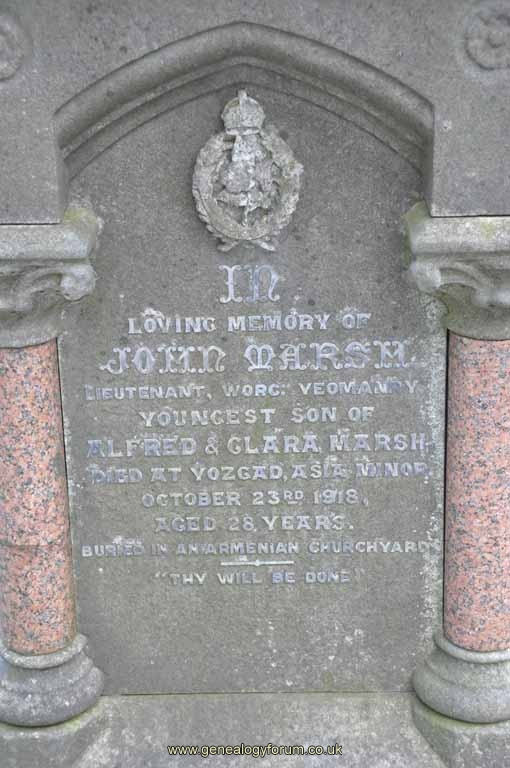 IN
LOVING MEMORY OF
JOHN MARSH
LIEUTENANT, WORC: YEOMANRY,
YOUNGEST SON OF
ALFRED & CLARA MARSH
DIED AT YOZGAD, ASIA MINOR,
OCTOBER 23RD 1918,
AGED 28, YEARS.
BURIED IN AN ARMENIAN CHURCHYARD
"THY WILL BE DONE"
www.genealogyforum.co.uk